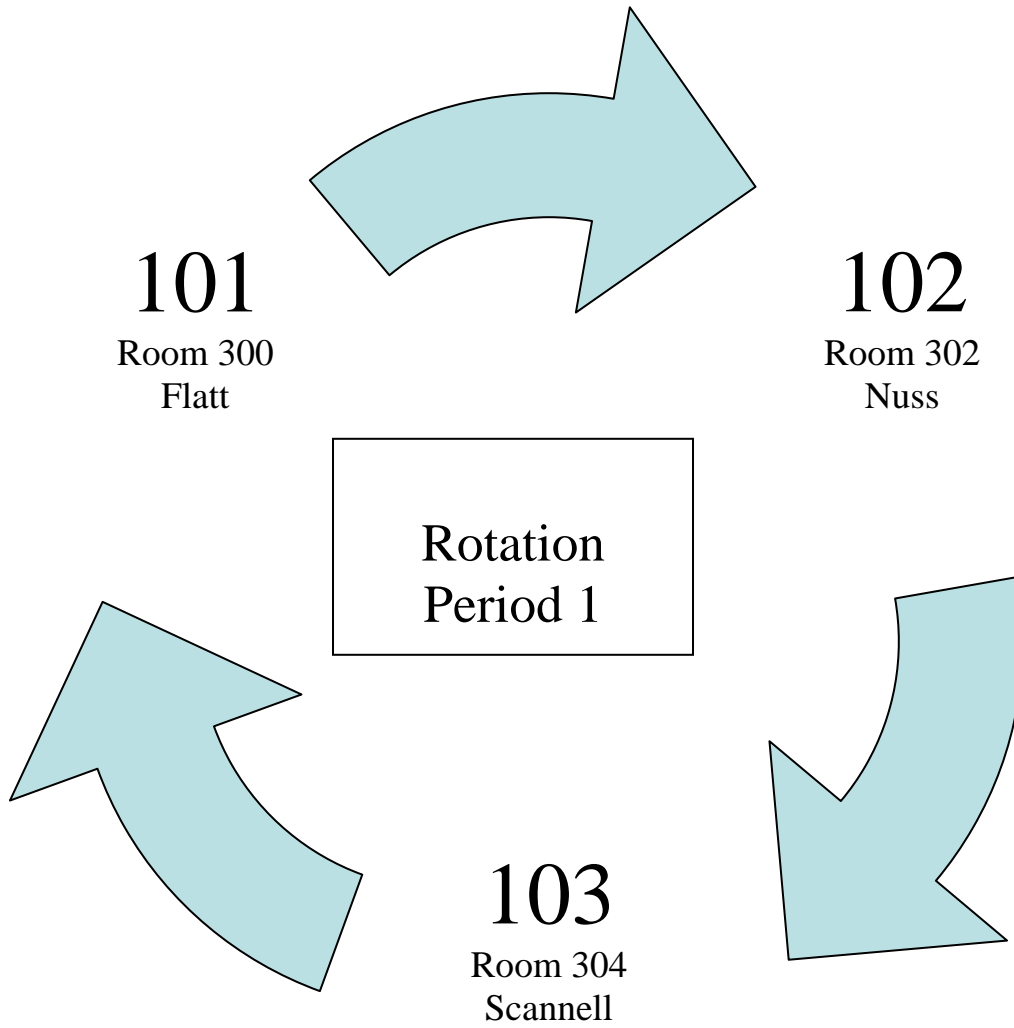 101
Room 300
Flatt
102
Room 302
Nuss
Rotation
Period 1
103
Room 304
Scannell